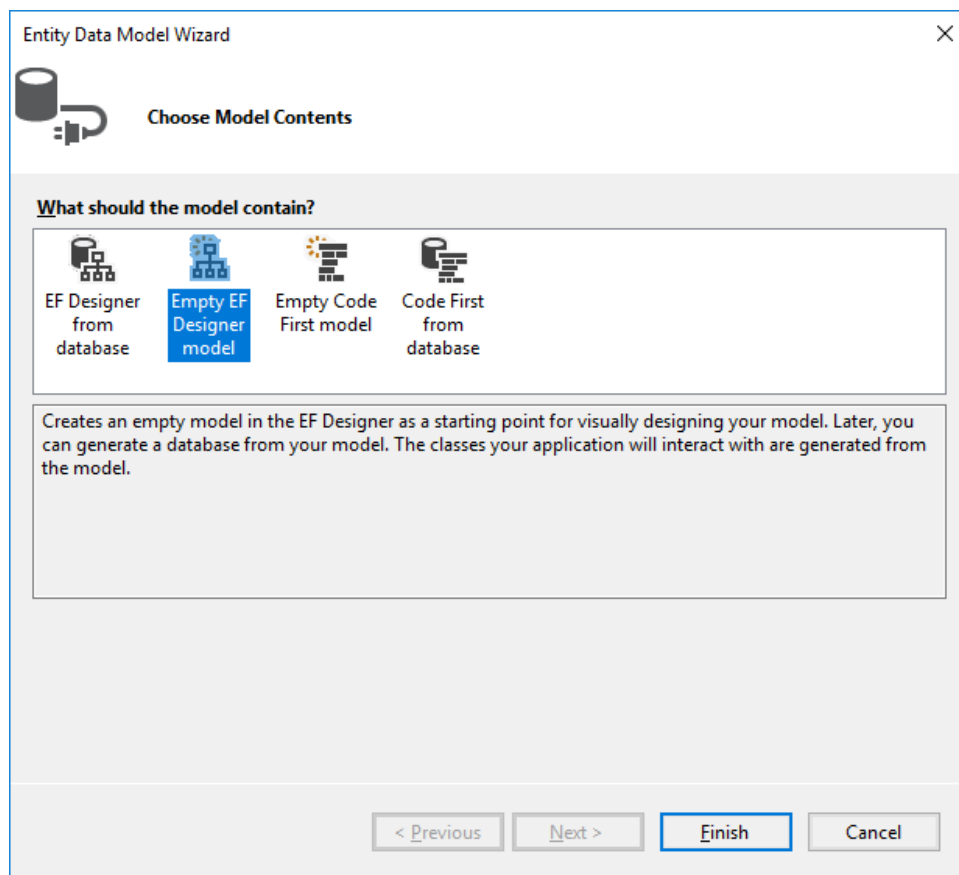 Entity Data Model Wizard
Choose Model Contents
What should the model contain?
EF Designer
from
database
Empty EF
Designer
model
Empty Code
First model
Code First
from
database
Creates an empty model in the EF Designer as a starting point for visually designing your model. Later, you
can generate a database from your model. The classes your application will interact with are generated from
the model.
< Previous
Next >
Finish
Cancel